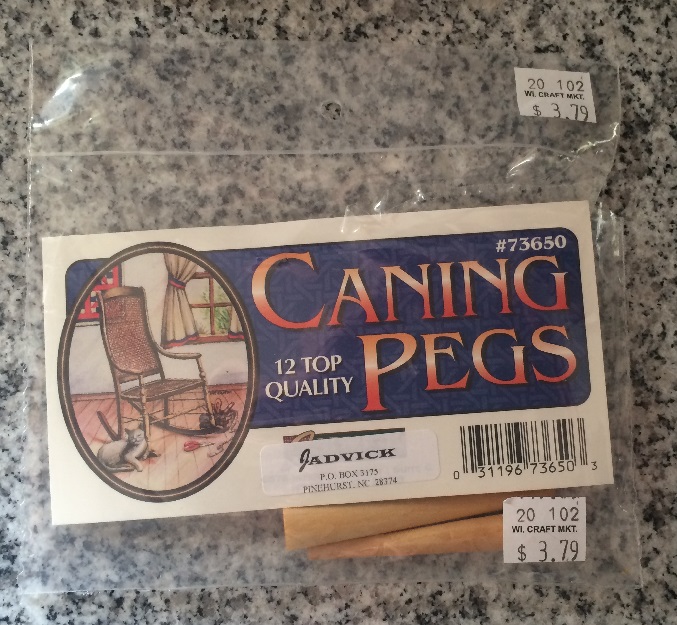 20 102
WI. CRAFT MKT.
$ 3.79
#73650
CANING
PEGS
12 TOP
QUALITY
JADVICK
P.O. BOX 3175
PINEHURST, NC 28374
0 31196 73650 3
20 102
WI. CRAFT MKT.
$ 3.79